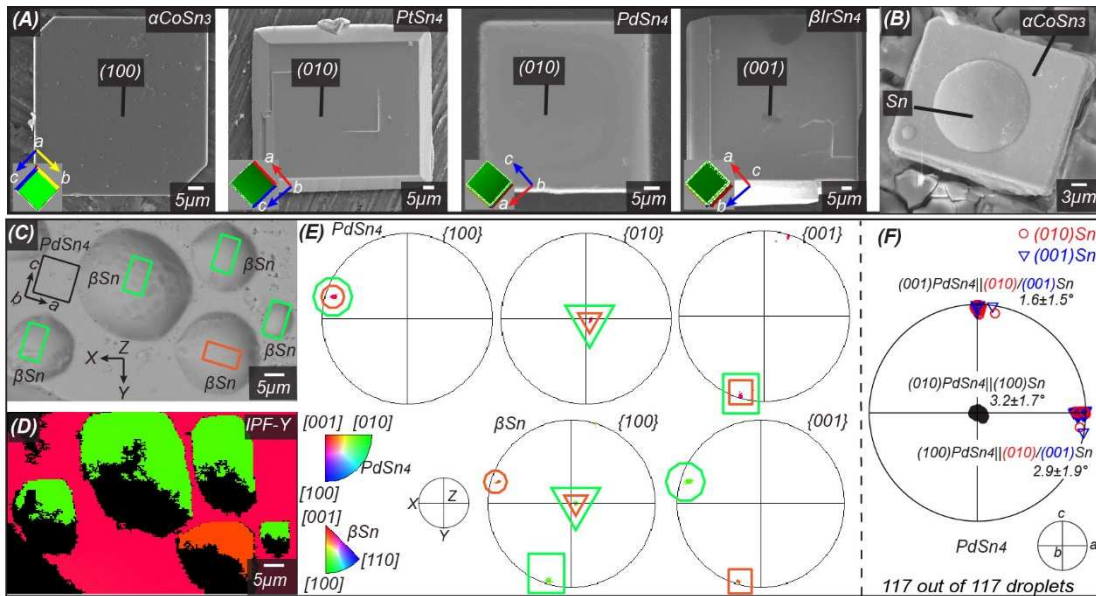 (A)
αCoSn3
(100)
a
c
b
5μm
PtSn4
(010)
a
b
c
5μm
PdSn4
(010)
c
b
a
5μm
βIrSn4
(001)
a
c
b
5μm
(B)
αCoSn3
Sn
3μm
(C)
PdSn4
c
b
a
βSn
βSn
βSn
βSn
βSn
X
Z
Y
5μm
(D)
IPF-Y
5μm
[001]
[010]
PdSn4
[100]
[001]
βSn
[110]
[100]
(E)
PdSn4
{100}
{010}
{001}
βSn
{100}
{001}
X
Z
Y
(F)
(010)Sn
(001)Sn
(001)PdSn4||(010)/(001)Sn
1.6±1.5°
(010)PdSn4||(100)Sn
3.2±1.7°
(100)PdSn4||(010)/(001)Sn
2.9±1.9°
PdSn4
c
b
a
117 out of 117 droplets